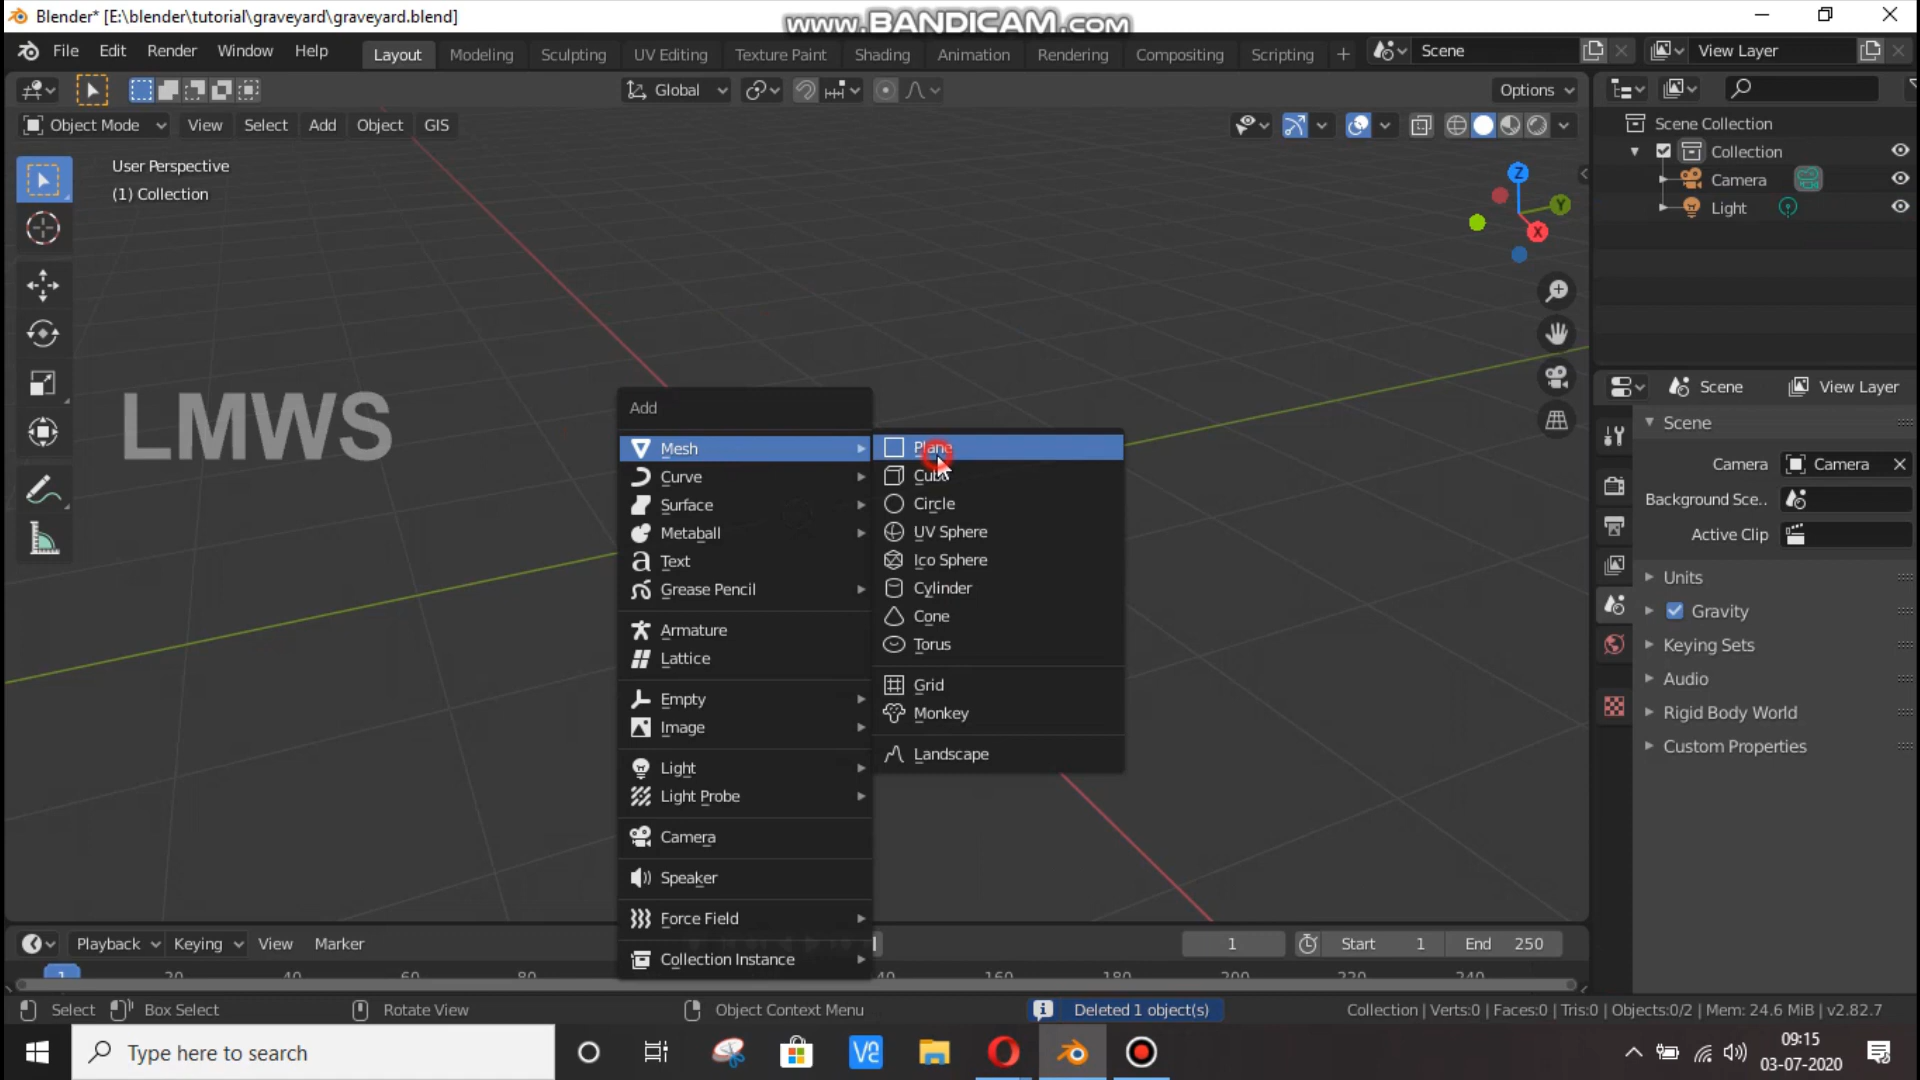 Blender* [E:\blender\tutorial\graveyard\graveyard.blend]
www.BANDICAM.com
File Edit Render Window Help Layout Modeling Sculpting UV Editing Texture Paint Shading Animation Rendering Compositing Scripting + Scene View Layer
Global Options
Object Mode View Select Add Object GIS
User Perspective
(1) Collection
Z
Y
X
Scene Collection
Collection
Camera
Light
LMWS
Add
Mesh
Curve
Surface
Metaball
Text
Grease Pencil
Armature
Lattice
Empty
Image
Light
Light Probe
Camera
Speaker
Force Field
Collection Instance
Plane
Cube
Circle
UV Sphere
Ico Sphere
Cylinder
Cone
Torus
Grid
Monkey
Landscape
Scene View Layer
Scene
Camera Camera
Background Sce..
Active Clip
Units
Gravity
Keying Sets
Audio
Rigid Body World
Custom Properties
Playback Keying View Marker 1 Start 1 End 250
1 20 40 60 80 160 180 200 220 240
Select Box Select Rotate View Object Context Menu Deleted 1 object(s) Collection | Verts:0 | Faces:0 | Tris:0 | Objects:0/2 | Mem: 24.6 MiB | v2.82.7
Type here to search
09:15
03-07-2020